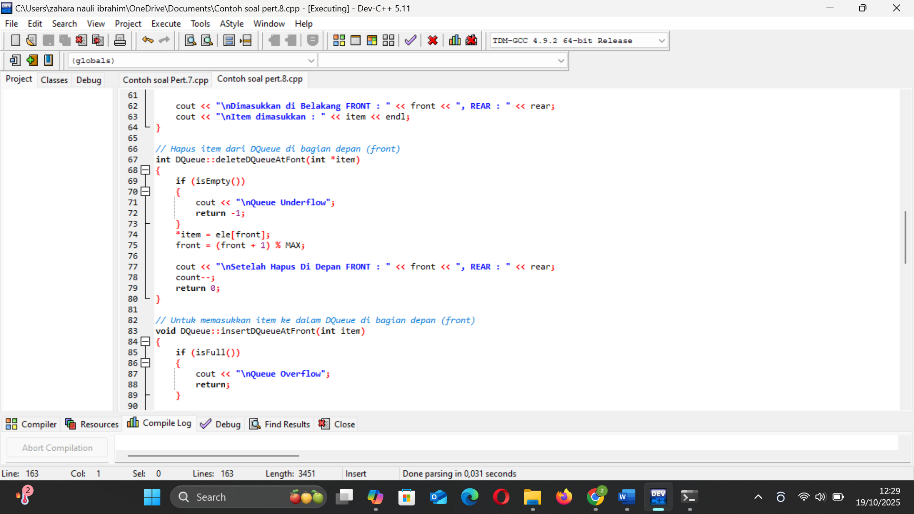 C:\Users\zahara nauli ibrahim\OneDrive\Documents\Contoh soal pert.8.cpp - [Executing] - Dev-C++ 5.11
File Edit Search View Project Execute Tools AStyle Window Help
TDM-GCC 4.9.2 64-bit Release
(globals)
Project Classes Debug Contoh soal Pert.7.cpp Contoh soal pert.8.cpp
61
62 cout << "\nDimasukkan di Belakang FRONT : " << front << ", REAR : " << rear;
63 cout << "\nItem dimasukkan : " << item << endl;
64 }
65
66 // Hapus item dari DQueue di bagian depan (front)
67 int DQueue::deleteDQueueAtFont(int *item)
68 {
69 if (isEmpty())
70 {
71 cout << "\nQueue Underflow";
72 return -1;
73 }
74 *item = ele[front];
75 front = (front + 1) % MAX;
76
77 cout << "\nSetelah Hapus Di Depan FRONT : " << front << ", REAR : " << rear;
78 count--;
79 return 0;
80 }
81
82 // Untuk memasukkan item ke dalam DQueue di bagian depan (front)
83 void DQueue::insertDQueueAtFront(int item)
84 {
85 if (isFull())
86 {
87 cout << "\nQueue Overflow";
88 return;
89 }
90
Compiler Resources Compile Log Debug Find Results Close
Abort Compilation
Line: 163 Col: 1 Sel: 0 Lines: 163 Length: 3451 Insert Done parsing in 0,031 seconds
2
Search
DEV
12:29
19/10/2025